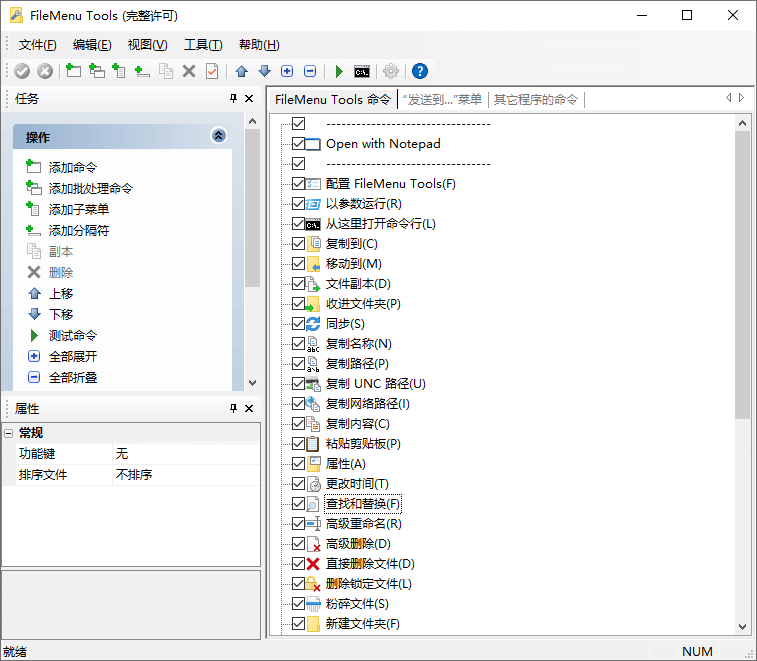 FileMenu Tools (完整许可)
文件(F) 编辑(E) 视图(V) 工具(T) 帮助(H)
C:\.
任务
操作
添加命令
添加批处理命令
添加子菜单
添加分隔符
副本
删除
上移
下移
测试命令
全部展开
全部折叠
属性
常规
功能键 无
排序文件 不排序
FileMenu Tools 命令 "发送到..."菜单 其它程序的命令
--------------------------------
Open with Notepad
--------------------------------
配置 FileMenu Tools(F)
以参数运行(R)
从这里打开命令行(L)
复制到(C)
移动到(M)
文件副本(D)
收进文件夹(P)
同步(S)
复制名称(N)
复制路径(P)
复制 UNC 路径(U)
复制网络路径(I)
复制内容(C)
粘贴剪贴板(P)
属性(A)
更改时间(T)
查找和替换(F)
高级重命名(R)
高级删除(D)
直接删除文件(D)
删除锁定文件(L)
粉碎文件(S)
新建文件夹(F)
就绪 NUM